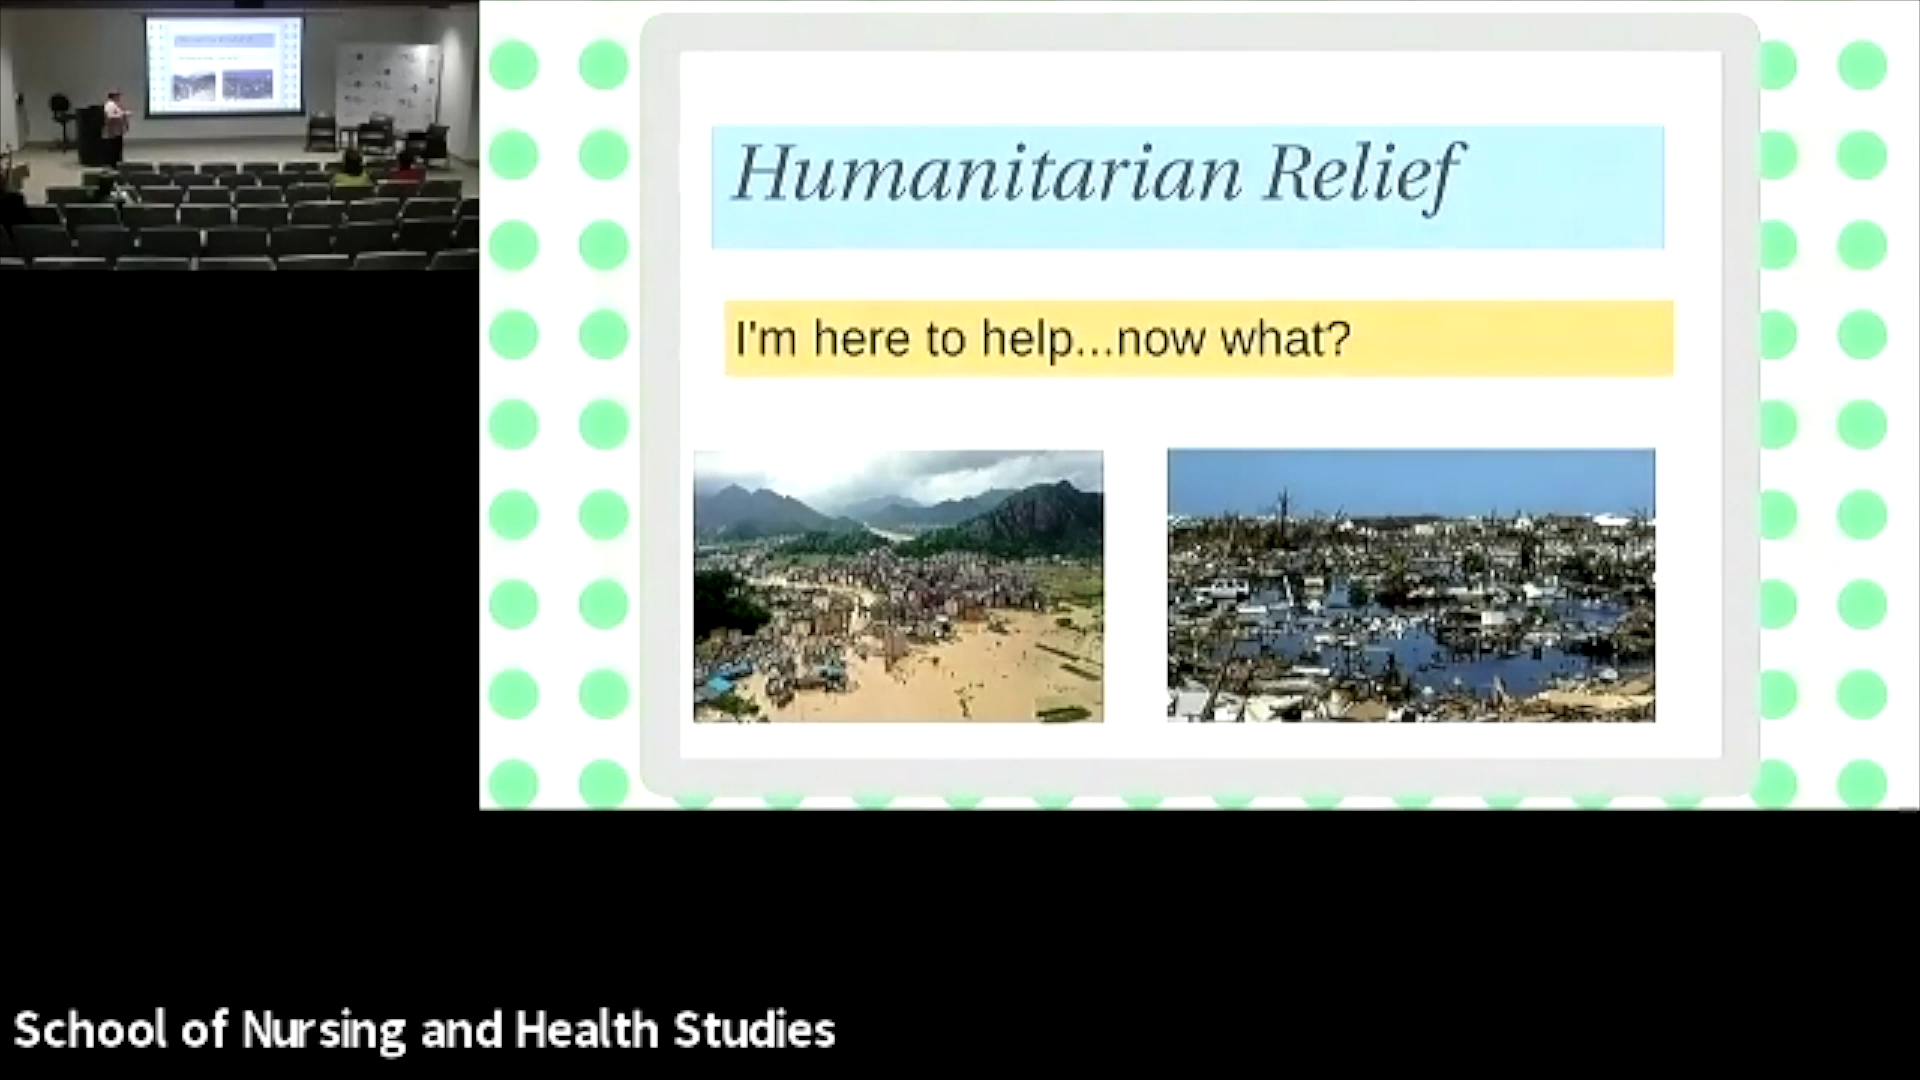 Humanitarian Relief
I'm here to help...now what?
School of Nursing and Health Studies